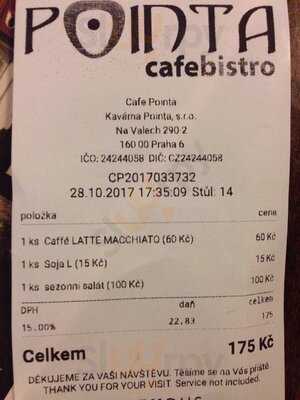 POINTA
cafebistro
Cafe Pointa
Kavárna Pointa, s.r.o.
Na Valech 290 2
160 00 Praha 6
IČO: 24244058 DIČ: CZ24244058
CP2017033732
28.10.2017 17:35:09 Stůl: 14
položka cena
1 ks Caffé LATTE MACCHIATO (60 Kč) 60 Kč
1 ks Soja L (15 Kč) 15 Kč
1 ks sezonní salát (100 Kč) 100 Kč
DPH daň celkem
15.00% 22,83 175
Celkem 175 Kč
DĚKUJEME ZA VAŠI NÁVŠTĚVU. Těšíme se na Vás příště
THANK YOU FOR YOUR VISIT. Service not included.